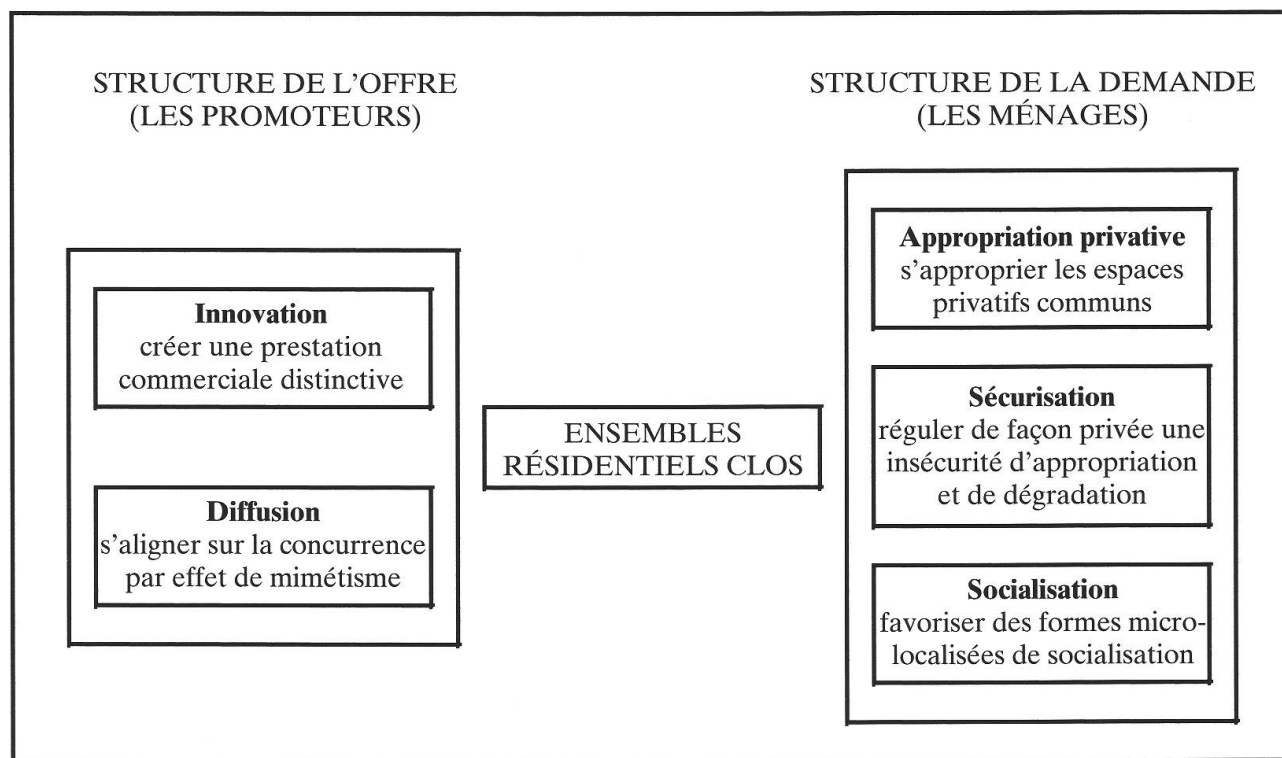 STRUCTURE DE L'OFFRE
(LES PROMOTEURS)
Innovation
créer une prestation
commerciale distinctive
Diffusion
s'aligner sur la concurrence
par effet de mimétisme
ENSEMBLES
RÉSIDENTIELS CLOS
STRUCTURE DE LA DEMANDE
(LES MÉNAGES)
Appropriation privative
s'approprier les espaces
privatifs communs
Sécurisation
réguler de façon privée une
insécurité d'appropriation
et de dégradation
Socialisation
favoriser des formes micro-
localisées de socialisation